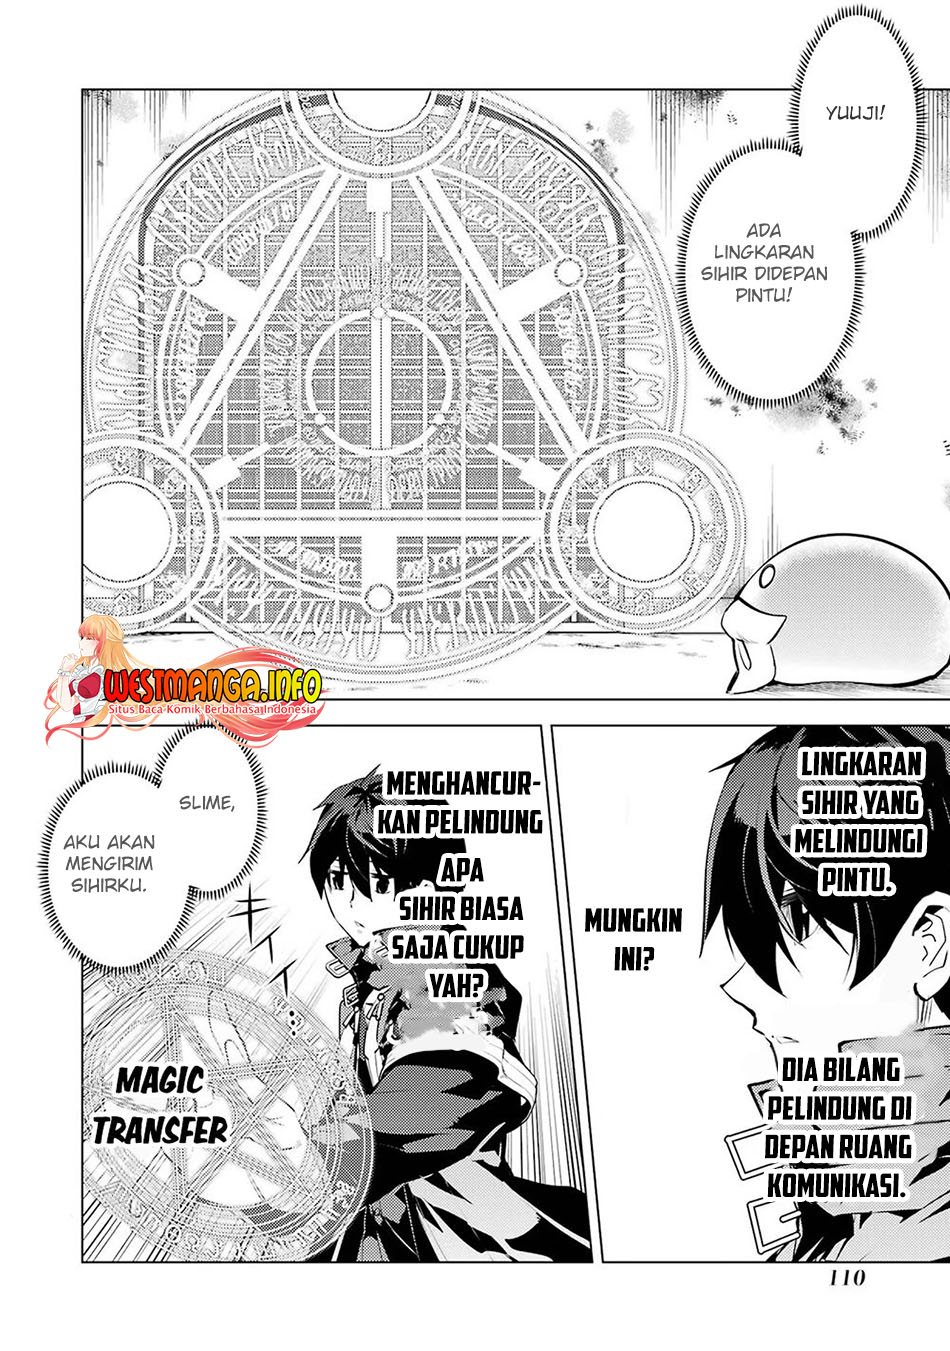 YUUJI!
ADA
LINGKARAN
SIHIR DIDEPAN
PINTU!
WESTMANGA.INFO
SITUS BACA KOMIK BERBAHASA INDONESIA
LINGKARAN
SIHIR YANG
MELINDUNGI
PINTU.
MUNGKIN
INI?
DIA BILANG
PELINDUNG DI
DEPAN RUANG
KOMUNIKASI.
MENGHANCUR-
KAN PELINDUNG
APA
SIHIR BIASA
SAJA CUKUP
YAH?
SLIME,
AKU AKAN
MENGIRIM
SIHIRKU.
MAGIC
TRANSFER
110